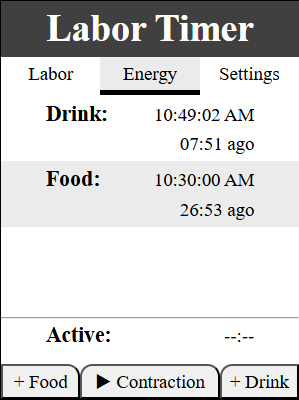 Labor Timer
Labor Energy Settings
Drink: 10:49:02 AM
07:51 ago
Food: 10:30:00 AM
26:53 ago
Active: --:--
+ Food ▶ Contraction + Drink